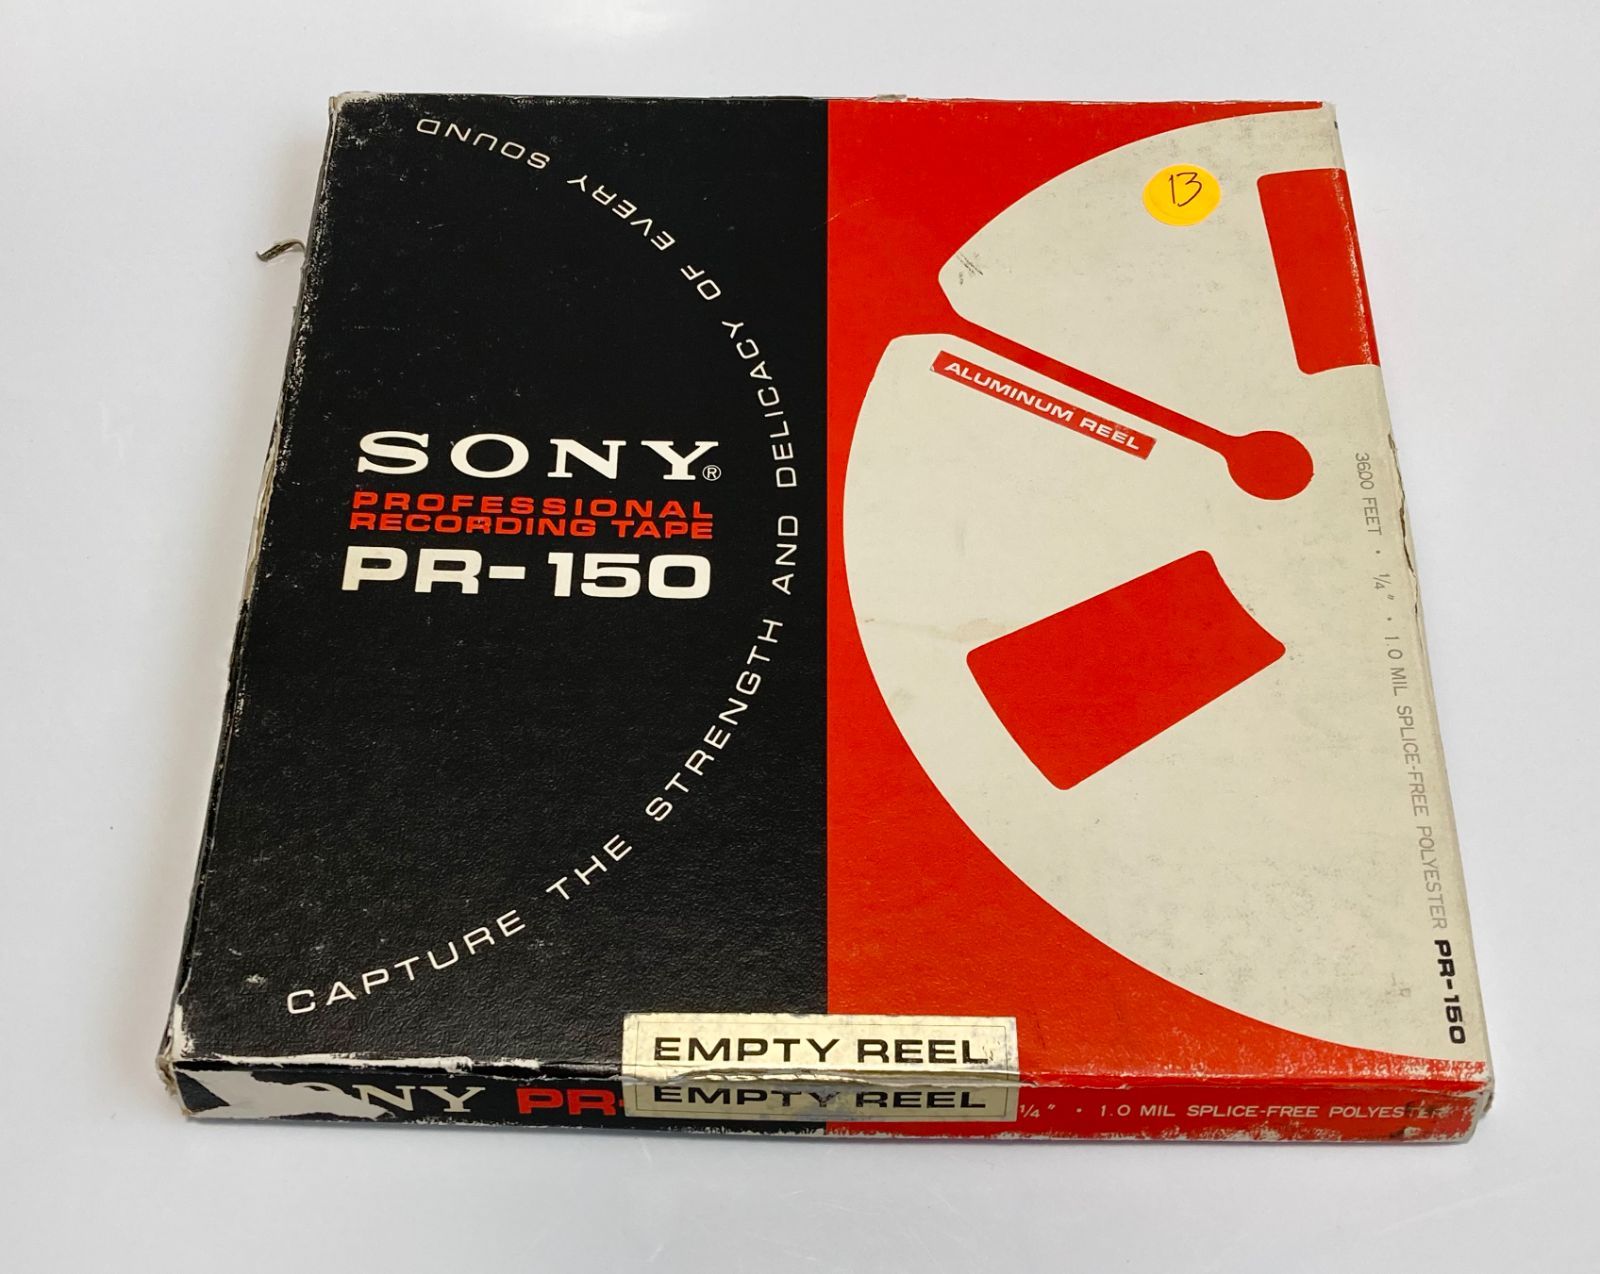 CAPTURE THE STRENGTH AND DELICACY OF EVERY SOUND
SONY®
PROFESSIONAL
RECORDING TAPE
PR-150
13
ALUMINUM REEL
3600 FEET · 1/4" · 1.0 MIL SPLICE-FREE POLYESTER PR-150
EMPTY REEL
EMPTY REEL
1/4" · 1.0 MIL SPLICE-FREE POLYESTER